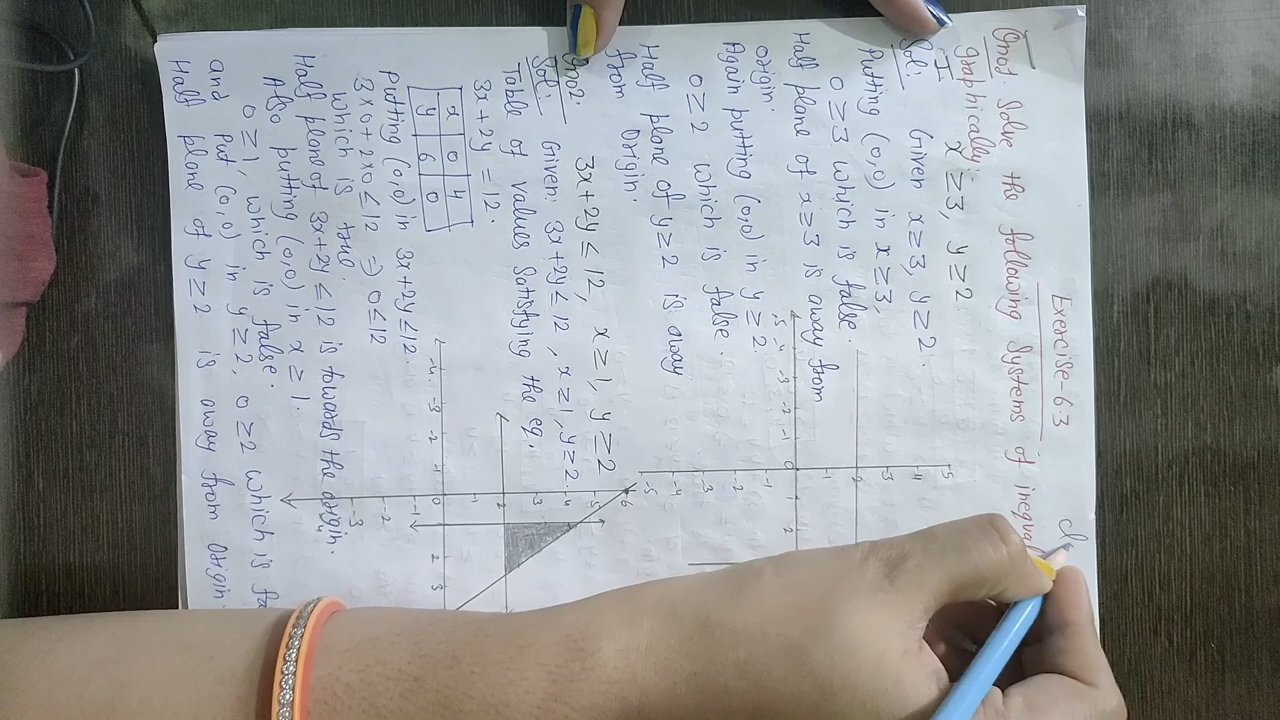 Exercise-6.3
Solve the following Systems of
graphically:
I x ≥ 3, y ≥ 2
Sol: Given x ≥ 3, y ≥ 2.
Putting (0,0) in x ≥ 3,
0 ≥ 3 which is false.
Half plane of x ≥ 3 is away from
origin.
Again putting (0,0) in y ≥ 2.
0 ≥ 2 which is false.
Half plane of y ≥ 2 is away
from Origin.
3x + 2y ≤ 12, x ≥ 1, y ≥ 2
Sol: Given: 3x + 2y ≤ 12, x ≥ 1, y ≥ 2.
Table of values Satisfying the eq.
3x + 2y = 12.
x 0 4
y 6 0
Putting (0,0) in 3x + 2y ≤ 12.
3 x 0 + 2 x 0 ≤ 12 ⇒ 0 ≤ 12
which is true.
Half plane of 3x + 2y ≤ 12 is towards the origin.
Also putting (0,0) in x ≥ 1.
0 ≥ 1, which is false.
and put (0,0) in y ≥ 2, 0 ≥ 2 which is
Half plane of y ≥ 2 is away from Origin.